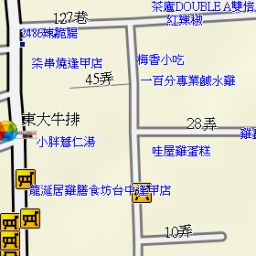 茶廬DOUBLE A雙倍
紅辣椒
127巷
2486辣脆腸
梅香小吃
柒串燒逢甲店
45弄
一百分專業鹹水雞
東大牛排
28弄
小胖薏仁湯
哇屋雞蛋糕
龍涎居雞膳食坊台中逢甲店
10弄